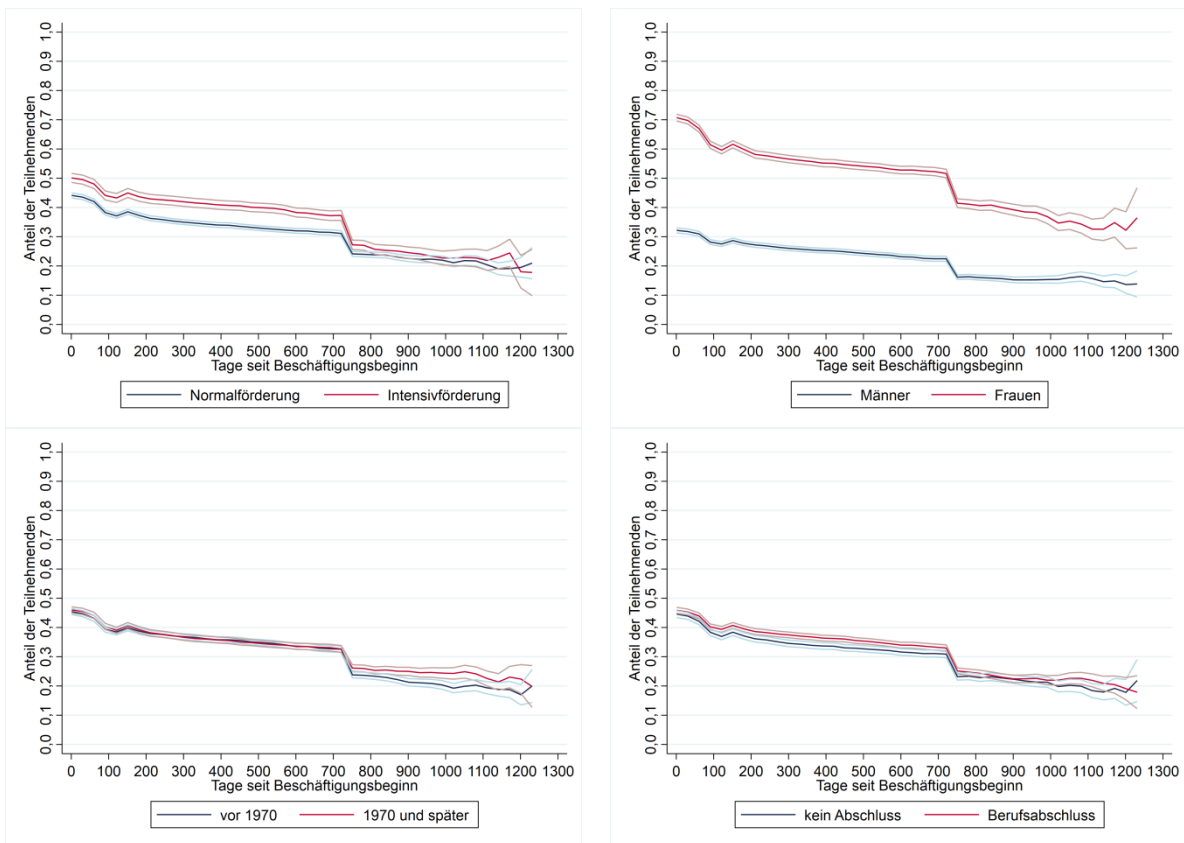 Anteil der Teilnehmenden
0,0 0,1 0,2 0,3 0,4 0,5 0,6 0,7 0,8 0,9 1,0
0 100 200 300 400 500 600 700 800 900 1000 1100 1200 1300
Tage seit Beschäftigungsbeginn
Normalförderung Intensivförderung
Anteil der Teilnehmenden
0,0 0,1 0,2 0,3 0,4 0,5 0,6 0,7 0,8 0,9 1,0
0 100 200 300 400 500 600 700 800 900 1000 1100 1200 1300
Tage seit Beschäftigungsbeginn
Männer Frauen
Anteil der Teilnehmenden
0,0 0,1 0,2 0,3 0,4 0,5 0,6 0,7 0,8 0,9 1,0
0 100 200 300 400 500 600 700 800 900 1000 1100 1200 1300
Tage seit Beschäftigungsbeginn
vor 1970 1970 und später
Anteil der Teilnehmenden
0,0 0,1 0,2 0,3 0,4 0,5 0,6 0,7 0,8 0,9 1,0
0 100 200 300 400 500 600 700 800 900 1000 1100 1200 1300
Tage seit Beschäftigungsbeginn
kein Abschluss Berufsabschluss